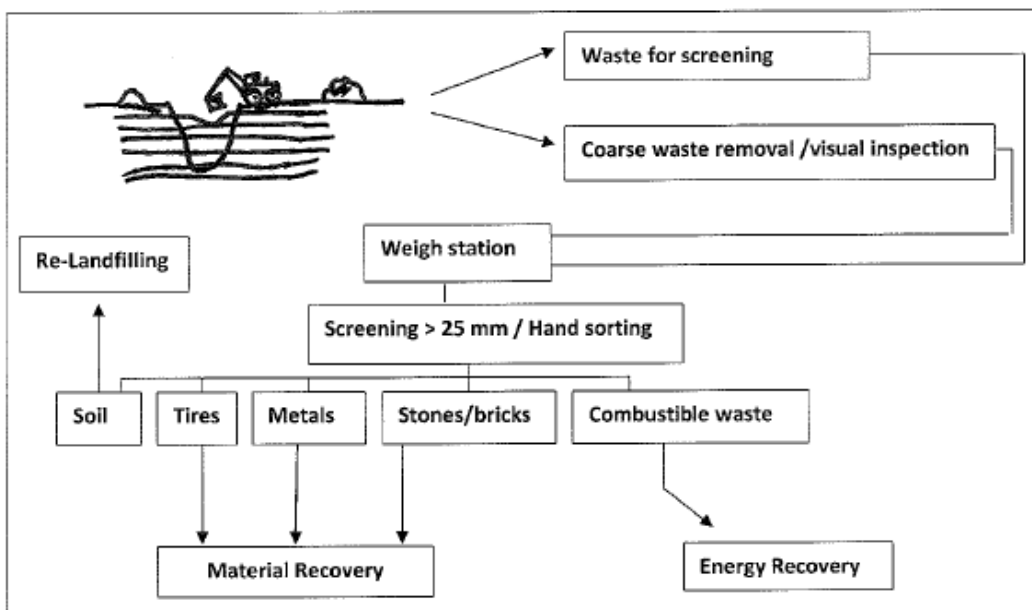 Waste for screening
Coarse waste removal /visual inspection
Weigh station
Re-Landfilling
Screening > 25 mm / Hand sorting
Soil
Tires
Metals
Stones/bricks
Combustible waste
Material Recovery
Energy Recovery